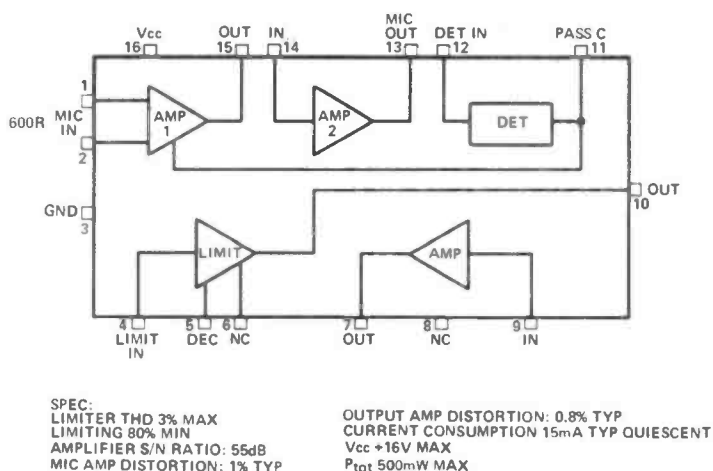 MIC
Vcc OUT IN OUT DET IN PASS C
16 15 14 13 12 11
1
600R MIC IN
2
AMP 1
AMP 2
DET
GND
3
OUT
10
LIMIT
AMP
4 5 6 7 8 9
LIMIT IN
DEC NC OUT NC IN
SPEC:
LIMITER THD 3% MAX
LIMITING 80% MIN
AMPLIFIER S/N RATIO: 55dB
MIC AMP DISTORTION: 1% TYP
OUTPUT AMP DISTORTION: 0.8% TYP
CURRENT CONSUMPTION 15mA TYP QUIESCENT
Vcc +16V MAX
Ptot 500mW MAX